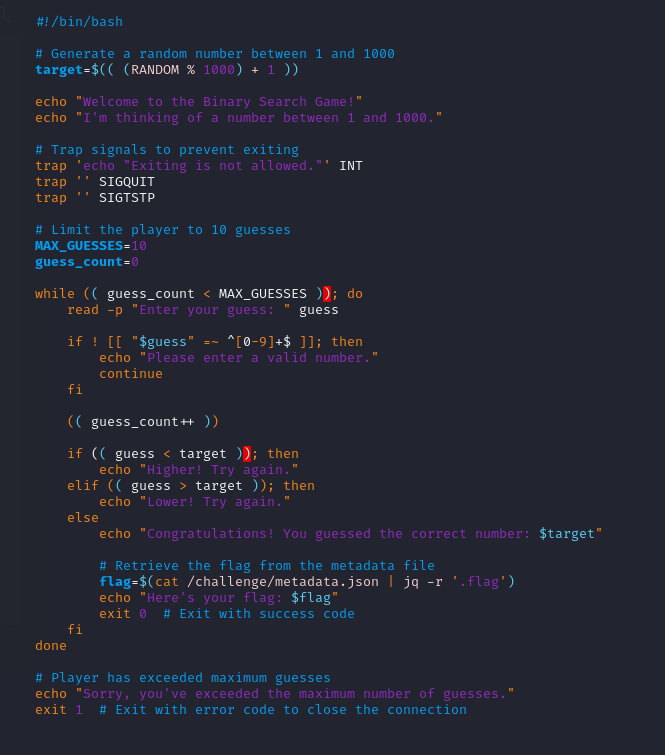 #!/bin/bash

# Generate a random number between 1 and 1000
target=$(( (RANDOM % 1000) + 1 ))

echo "Welcome to the Binary Search Game!"
echo "I'm thinking of a number between 1 and 1000."

# Trap signals to prevent exiting
trap 'echo "Exiting is not allowed."' INT
trap '' SIGQUIT
trap '' SIGTSTP

# Limit the player to 10 guesses
MAX_GUESSES=10
guess_count=0

while (( guess_count < MAX_GUESSES )); do
    read -p "Enter your guess: " guess

    if ! [[ "$guess" =~ ^[0-9]+$ ]]; then
        echo "Please enter a valid number."
        continue
    fi

    (( guess_count++ ))

    if (( guess < target )); then
        echo "Higher! Try again."
    elif (( guess > target )); then
        echo "Lower! Try again."
    else
        echo "Congratulations! You guessed the correct number: $target"

        # Retrieve the flag from the metadata file
        flag=$(cat /challenge/metadata.json | jq -r '.flag')
        echo "Here's your flag: $flag"
        exit 0  # Exit with success code
    fi
done

# Player has exceeded maximum guesses
echo "Sorry, you've exceeded the maximum number of guesses."
exit 1  # Exit with error code to close the connection